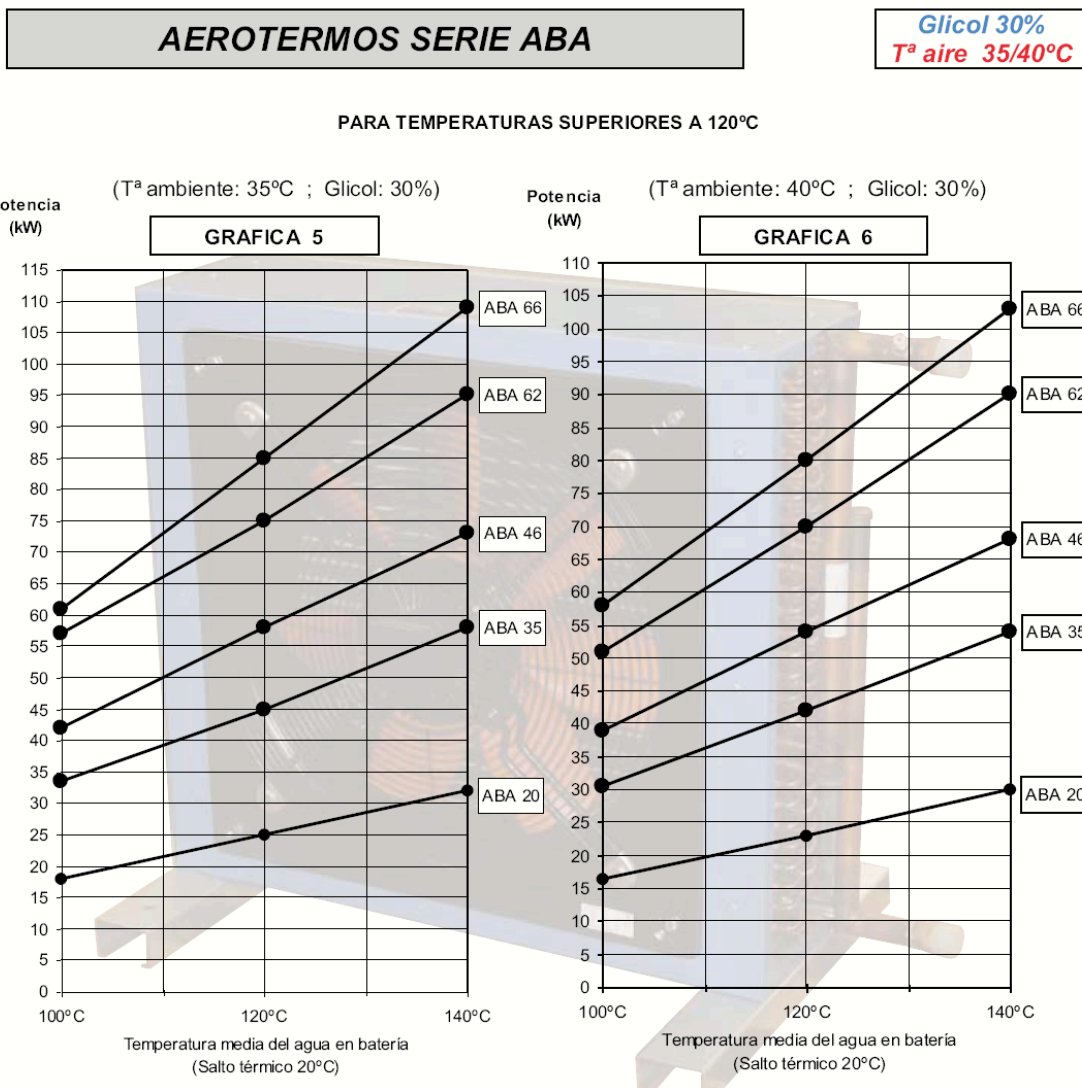 AEROTERMOS SERIE ABA
Glicol 30%
Tª aire 35/40ºC
PARA TEMPERATURAS SUPERIORES A 120ºC
(Tª ambiente: 35ºC ; Glicol: 30%)
otencia
(kW)
GRAFICA 5
115
110
105
100
95
90
85
80
75
70
65
60
55
50
45
40
35
30
25
20
15
10
5
0
ABA 66
ABA 62
ABA 46
ABA 35
ABA 20
100ºC
120ºC
140ºC
Temperatura media del agua en batería
(Salto térmico 20ºC)
(Tª ambiente: 40ºC ; Glicol: 30%)
Potencia
(kW)
GRAFICA 6
110
105
100
95
90
85
80
75
70
65
60
55
50
45
40
35
30
25
20
15
10
5
0
ABA 66
ABA 62
ABA 46
ABA 35
ABA 20
100ºC
120ºC
140ºC
Temperatura media del agua en batería
(Salto térmico 20ºC)